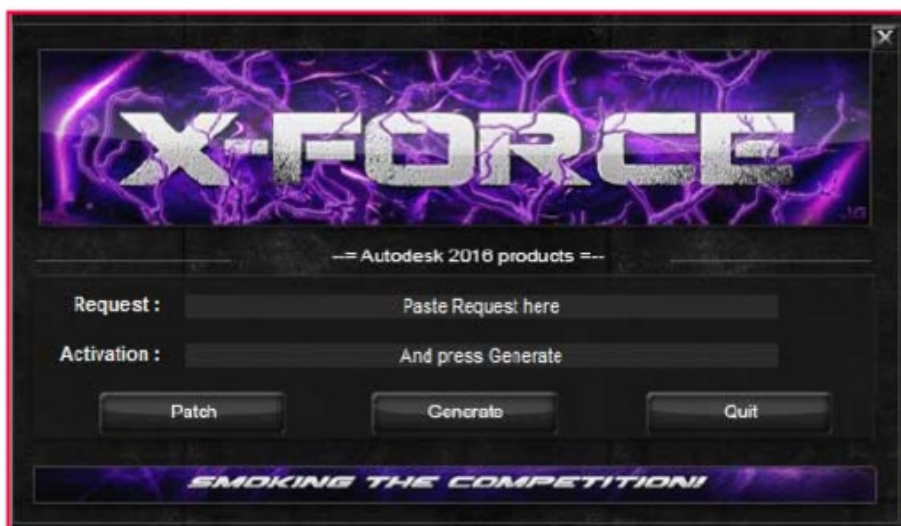 X-FORCE
--= Autodesk 2016 products =--
Request : Paste Request here
Activation : And press Generate
Patch Generate Quit
SMOKING THE COMPETITION!